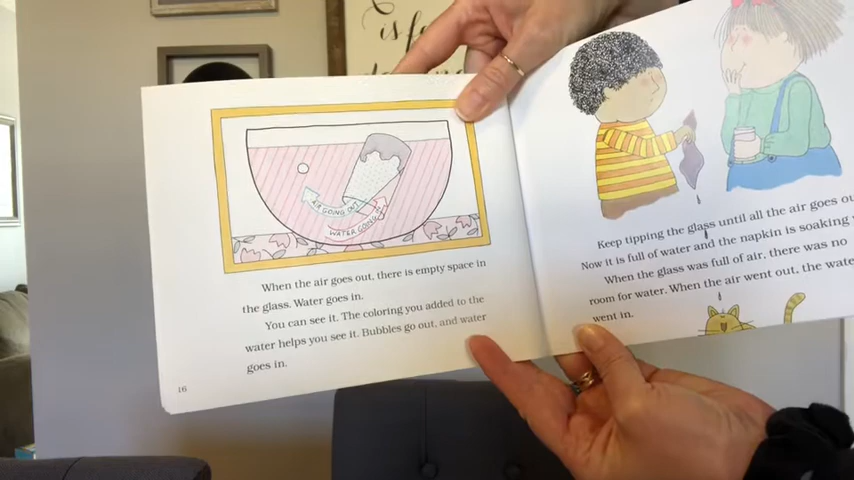 is f
AIR GOING OUT
WATER GOING IN
When the air goes out, there is empty space in
the glass. Water goes in.
You can see it. The coloring you added to the
water helps you see it. Bubbles go out, and water
goes in.
16
Keep tipping the glass until all the air goes
Now it is full of water and the napkin is soaking
When the glass was full of air, there was no
room for water. When the air went out, the water
went in.